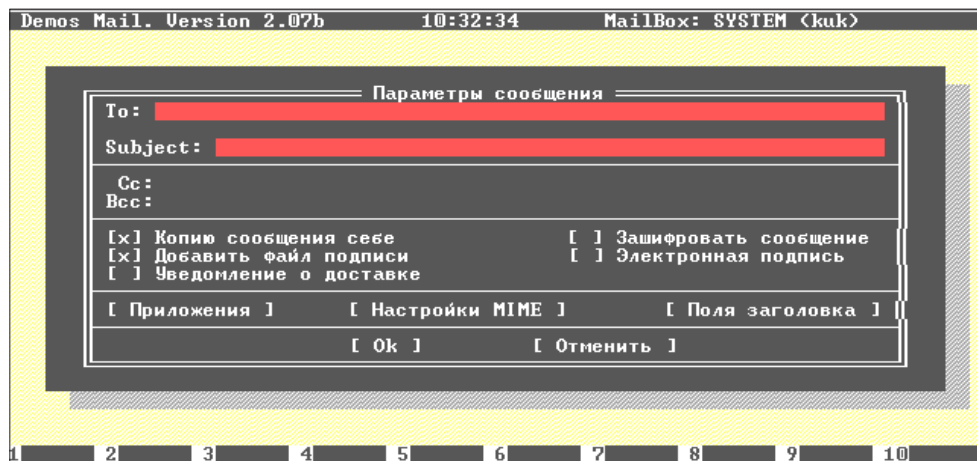 Demos Mail. Version 2.07b 10:32:34 MailBox: SYSTEM (kuk)
Параметры сообщения
To:
Subject:
Cc:
Bcc:
[x] Копию сообщения себе [ ] Зашифровать сообщение
[x] Добавить файл подписи [ ] Электронная подпись
[ ] Уведомление о доставке
[ Приложения ] [ Настройки MIME ] [ Поля заголовка ]
[ Ok ] [ Отменить ]
1 2 3 4 5 6 7 8 9 10